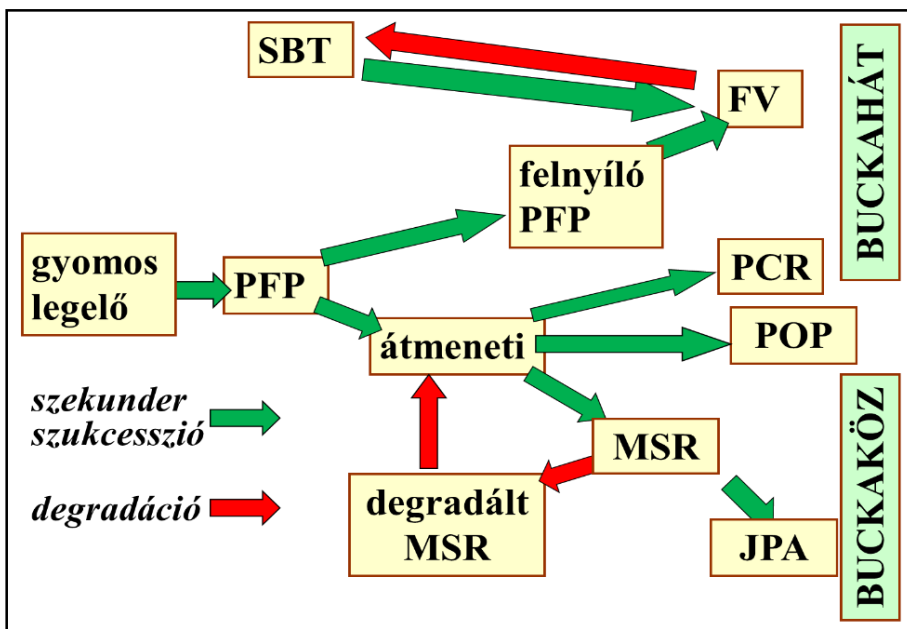 SBT
FV
BUCKAHÁT
felnyíló
PFP
gyomos
legelő
PFP
PCR
átmeneti
POP
szekunder
szukcesszió
MSR
BUCKAKÖZ
degradáció
degradált
MSR
JPA